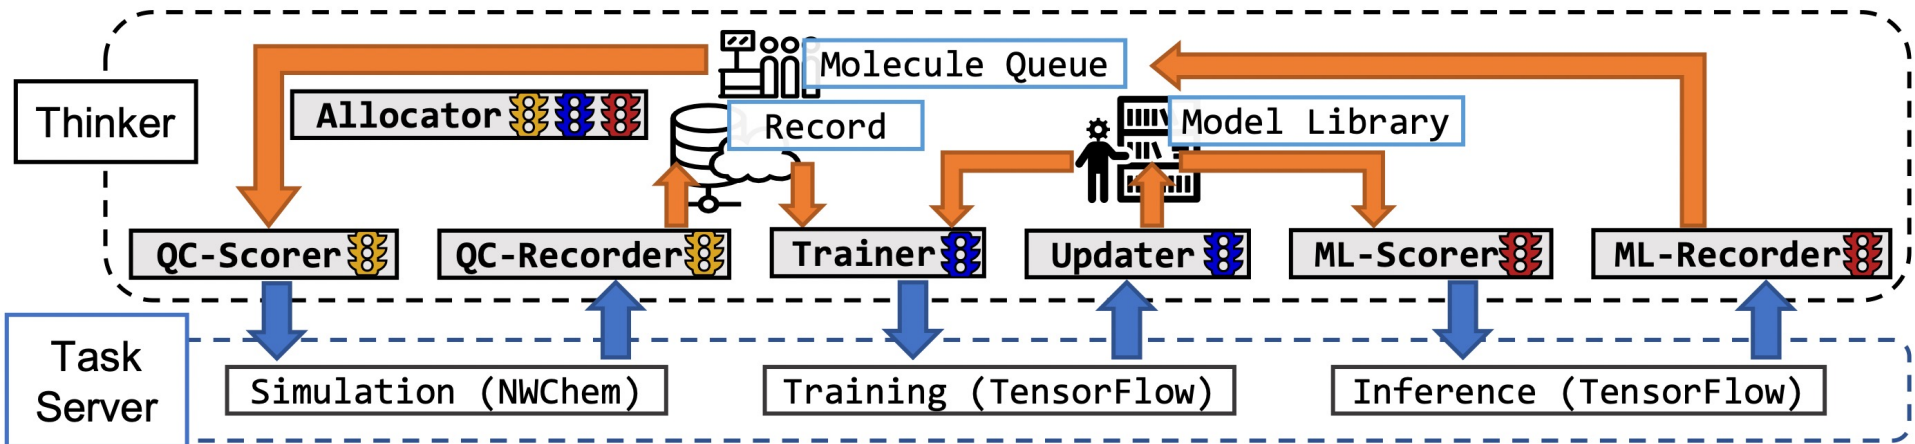 Molecule Queue
Thinker
Allocator
Record
Model Library
QC-Scorer
QC-Recorder
Trainer
Updater
ML-Scorer
ML-Recorder
Task
Server
Simulation (NWChem)
Training (TensorFlow)
Inference (TensorFlow)